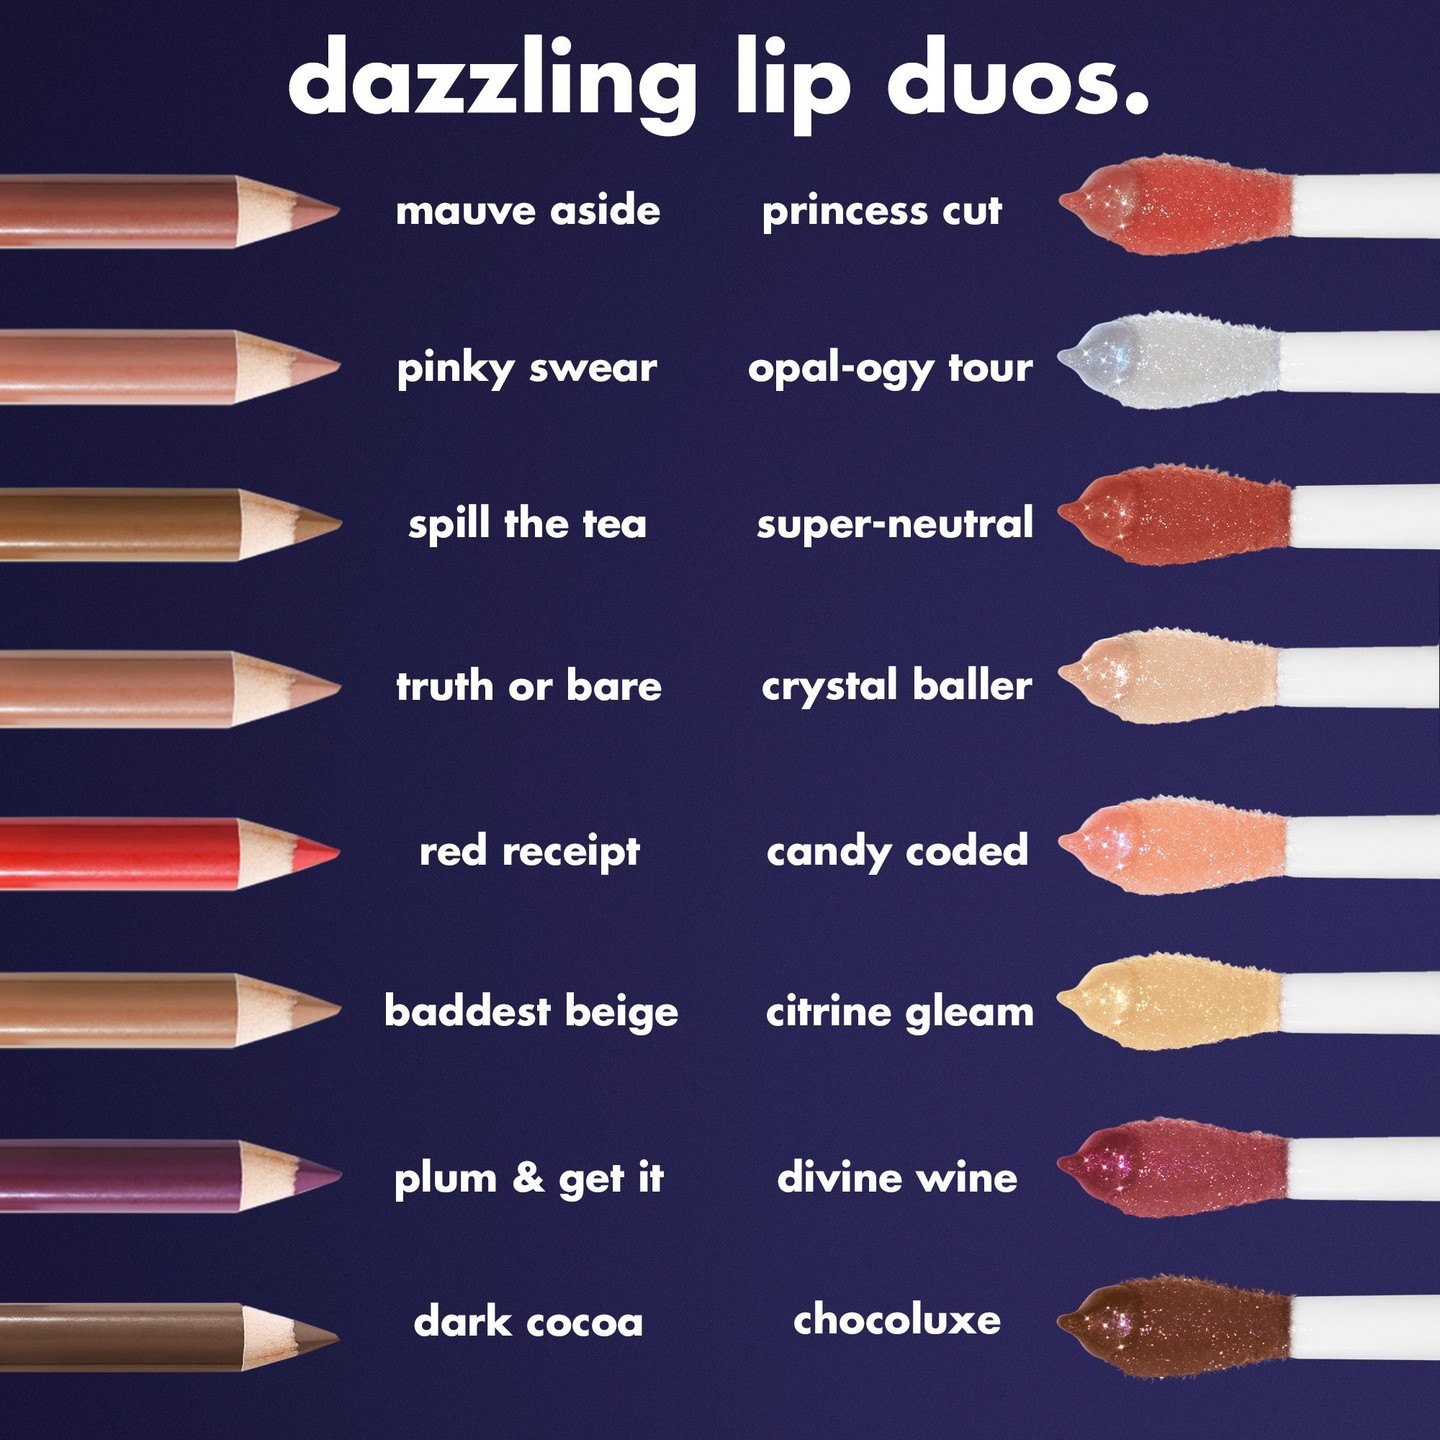 dazzling lip duos.
mauve aside princess cut
pinky swear opal-ogy tour
spill the tea super-neutral
truth or bare crystal baller
red receipt candy coded
baddest beige citrine gleam
plum & get it divine wine
dark cocoa chocoluxe